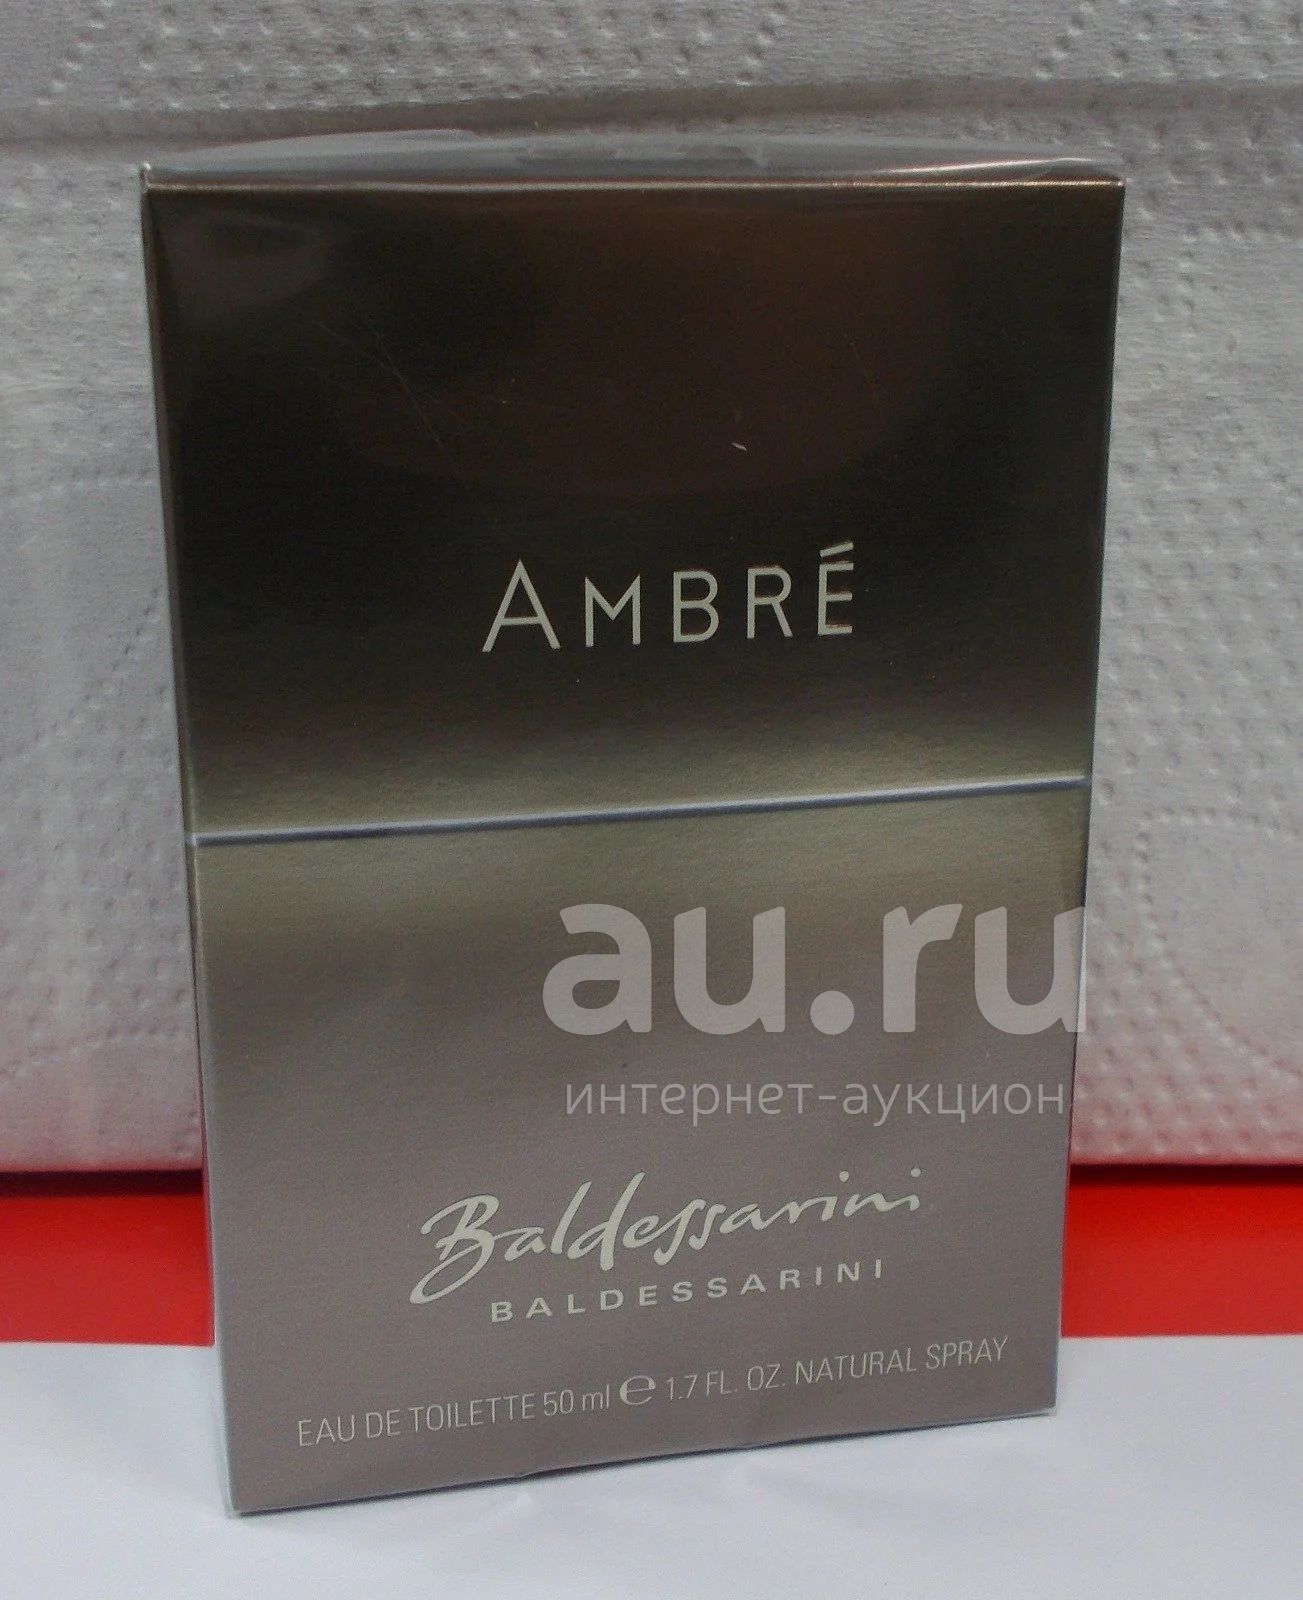 AMBRÉ
au.ru
интернет-аукцион
Baldessarini
BALDESSARINI
EAU DE TOILETTE 50 ml ℮ 1.7 FL. OZ. NATURAL SPRAY